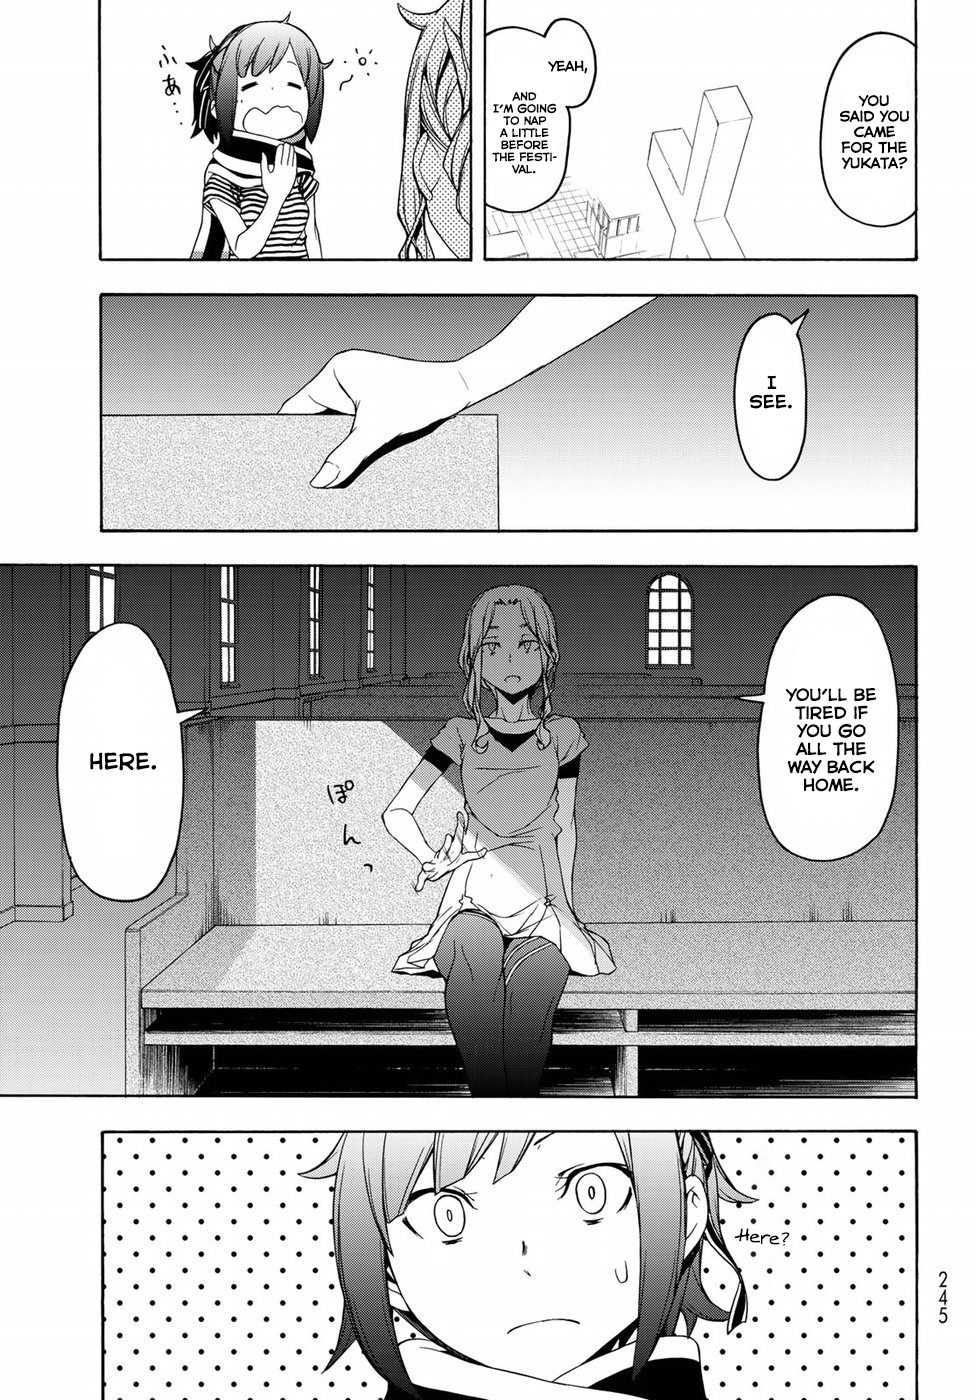 YOU
SAID YOU
CAME
FOR THE
YUKATA?
YEAH,
AND
I'M GOING
TO NAP
A LITTLE
BEFORE
THE FESTI-
VAL.
ふぁ…
I
SEE.
YOU'LL BE
TIRED IF
YOU GO
ALL THE
WAY BACK
HOME.
ぽんっ
HERE.
Here?
245